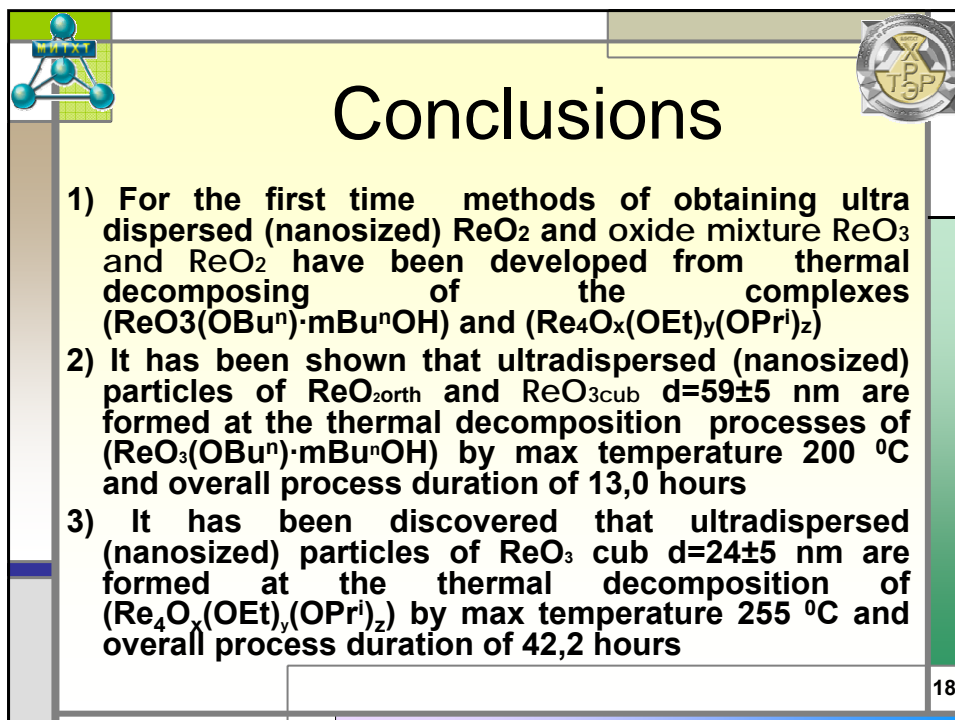 МИТХТ
МИТХТ
Х
Р
ТЭР
Conclusions
1) For the first time methods of obtaining ultra
dispersed (nanosized) ReO₂ and oxide mixture ReO₃
and ReO₂ have been developed from thermal
decomposing of the complexes
(ReO3(OBuⁿ)·mBuⁿOH) and (Re₄Oₓ(OEt)y(OPrⁱ)z)
2) It has been shown that ultradispersed (nanosized)
particles of ReO₂orth and ReO₃cub d=59±5 nm are
formed at the thermal decomposition processes of
(ReO₃(OBuⁿ)·mBuⁿOH) by max temperature 200 ⁰C
and overall process duration of 13,0 hours
3) It has been discovered that ultradispersed
(nanosized) particles of ReO₃ cub d=24±5 nm are
formed at the thermal decomposition of
(Re₄Oₓ(OEt)y(OPrⁱ)z) by max temperature 255 ⁰C and
overall process duration of 42,2 hours
18